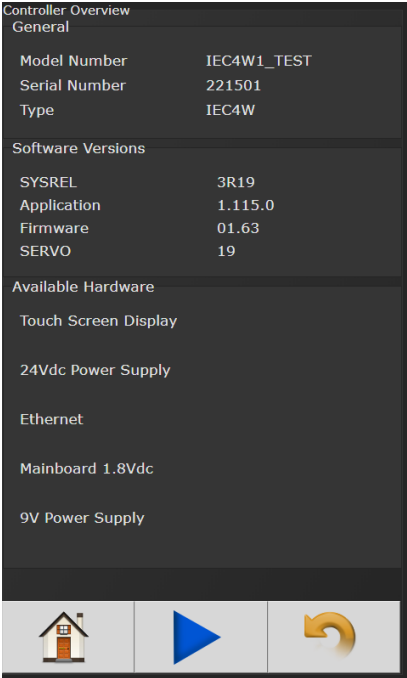 Controller Overview
General
Model Number IEC4W1_TEST
Serial Number 221501
Type IEC4W
Software Versions
SYSREL 3R19
Application 1.115.0
Firmware 01.63
SERVO 19
Available Hardware
Touch Screen Display
24Vdc Power Supply
Ethernet
Mainboard 1.8Vdc
9V Power Supply